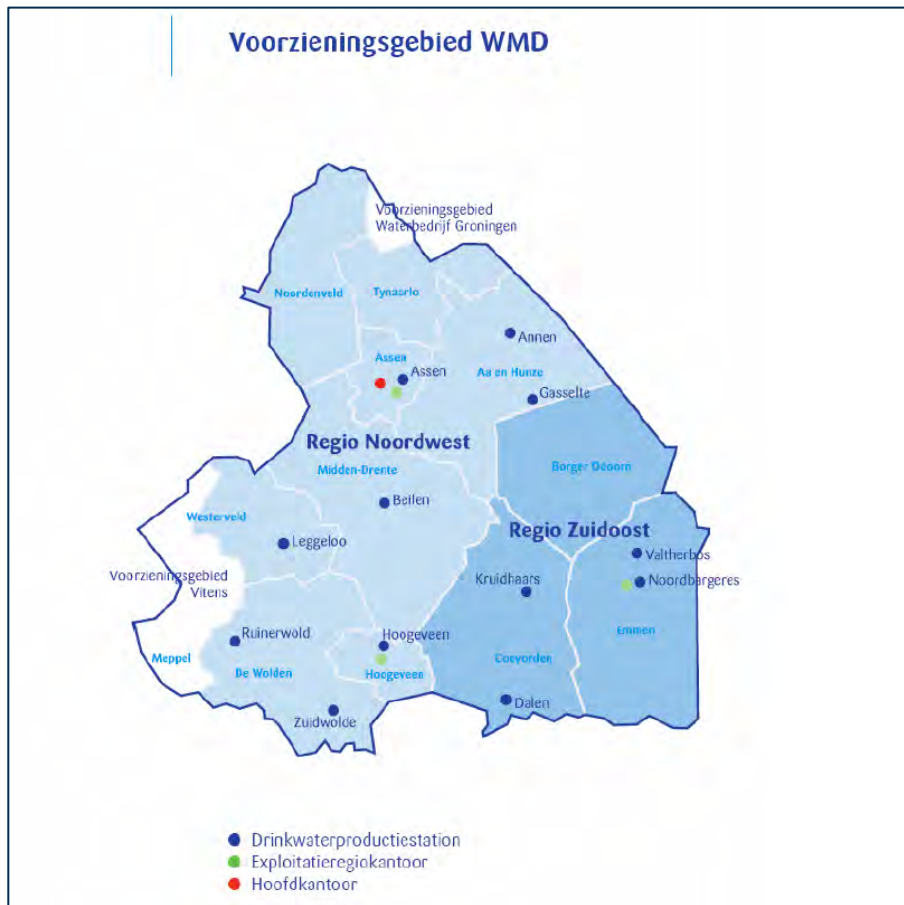 Voorzieningsgebied WMD
Voorzieningsgebied
Waterbedrijf Groningen
Noordenveld
Tynaarlo
Annen
Assen
Assen
Aa en Hunze
Gasselte
Regio Noordwest
Midden-Drente
Borger Odoorn
Beilen
Westerveld
Regio Zuidoost
Leggeloo
Valtherbos
Voorzieningsgebied
Vitens
Kruidhaars
Noordbargeres
Ruinerwold
Hoogeveen
Emmen
Meppel
De Wolden
Hoogeveen
Coevorden
Zuidwolde
Dalen
Drinkwaterproductiestation
Exploitatieregiokantoor
Hoofdkantoor